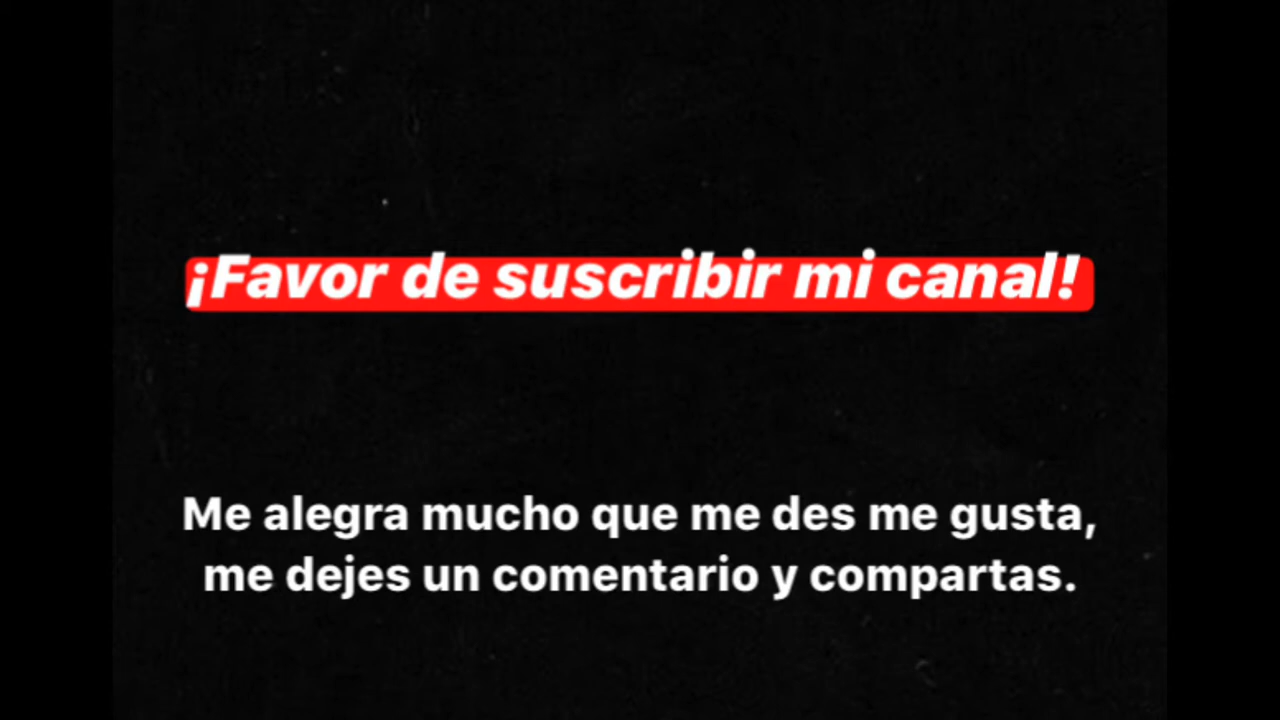 ¡Favor de suscribir mi canal!
Me alegra mucho que me des me gusta,
me dejes un comentario y compartas.